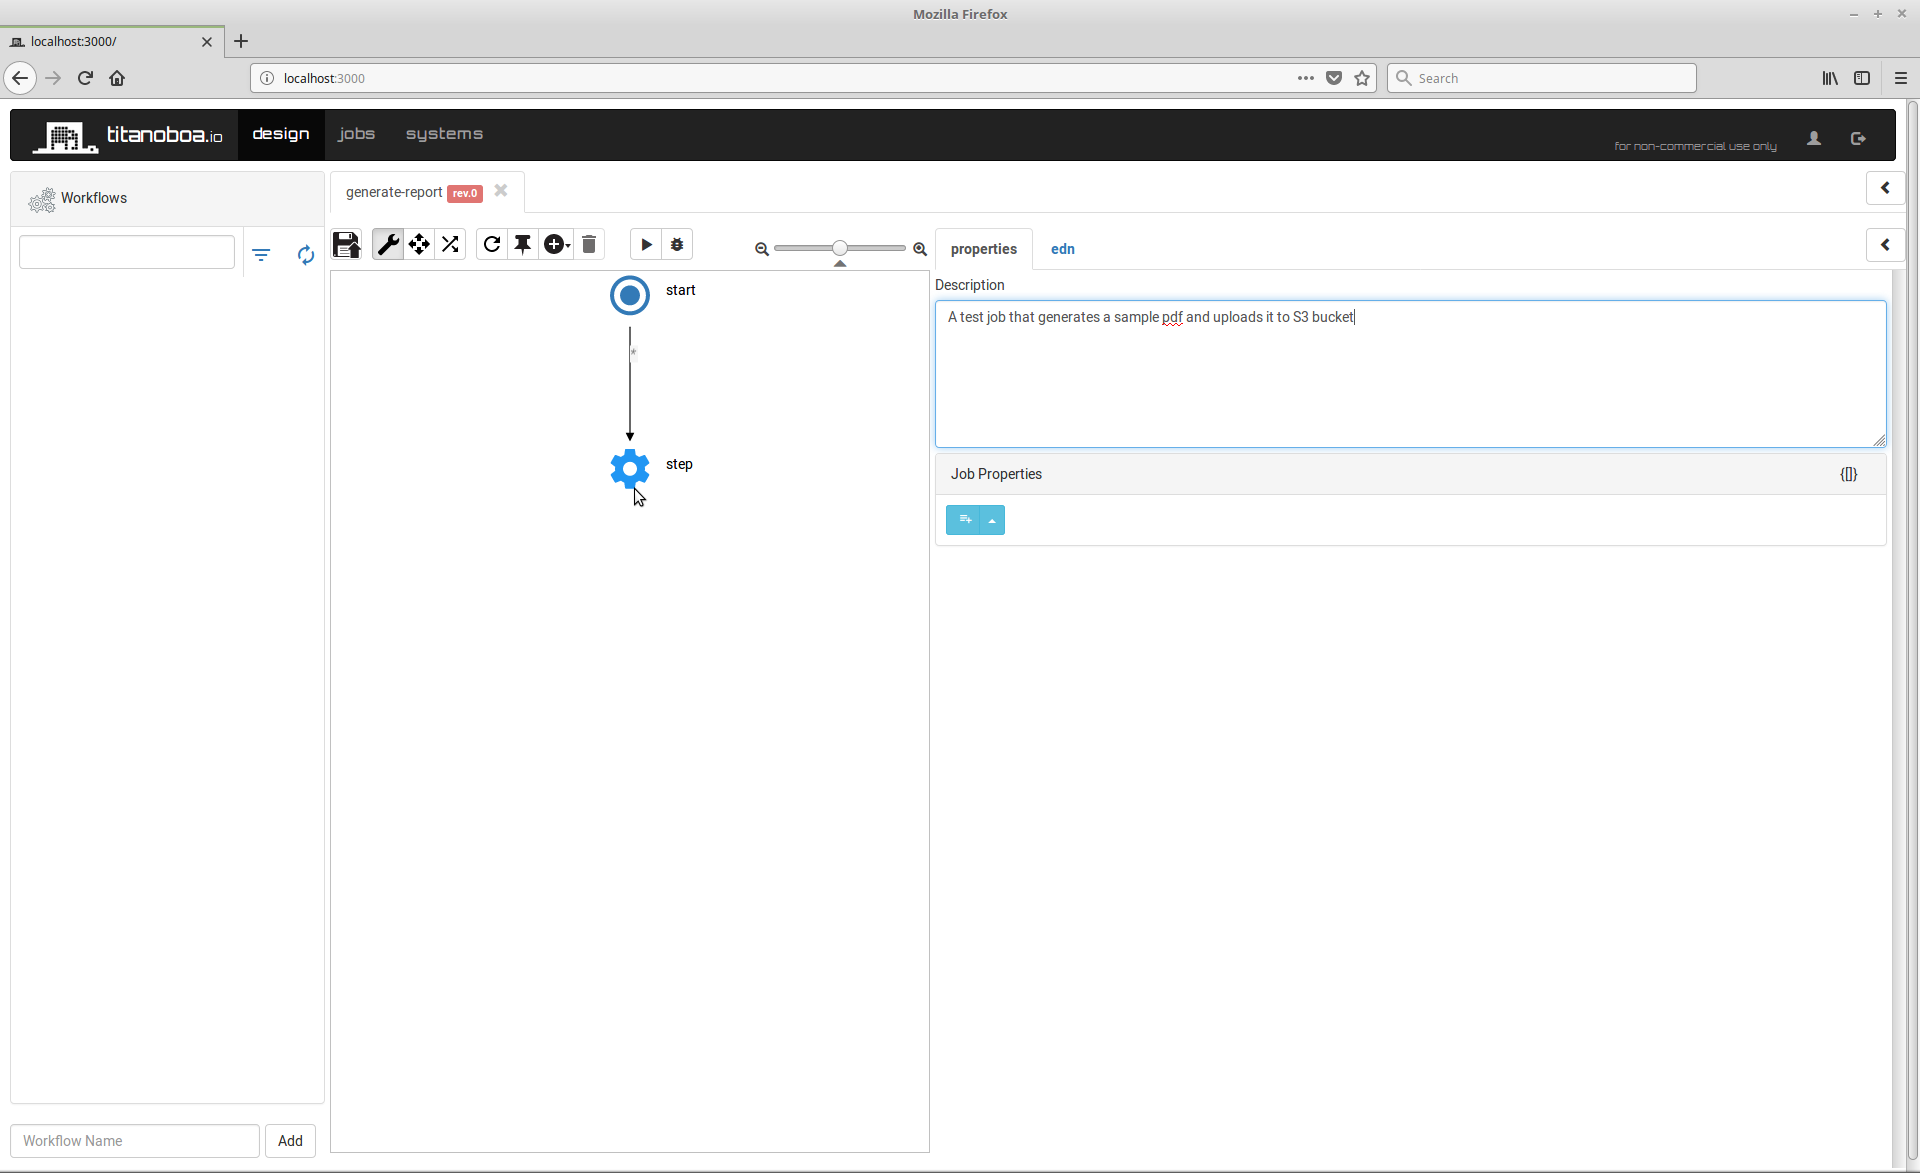 Mozilla Firefox
localhost:3000/
localhost:3000
Search
titanoboa.io
design
jobs
systems
for non-commercial use only
Workflows
generate-report rev.0
properties
edn
start
*
step
Description
A test job that generates a sample pdf and uploads it to S3 bucket
Job Properties
{[]}
Workflow Name
Add